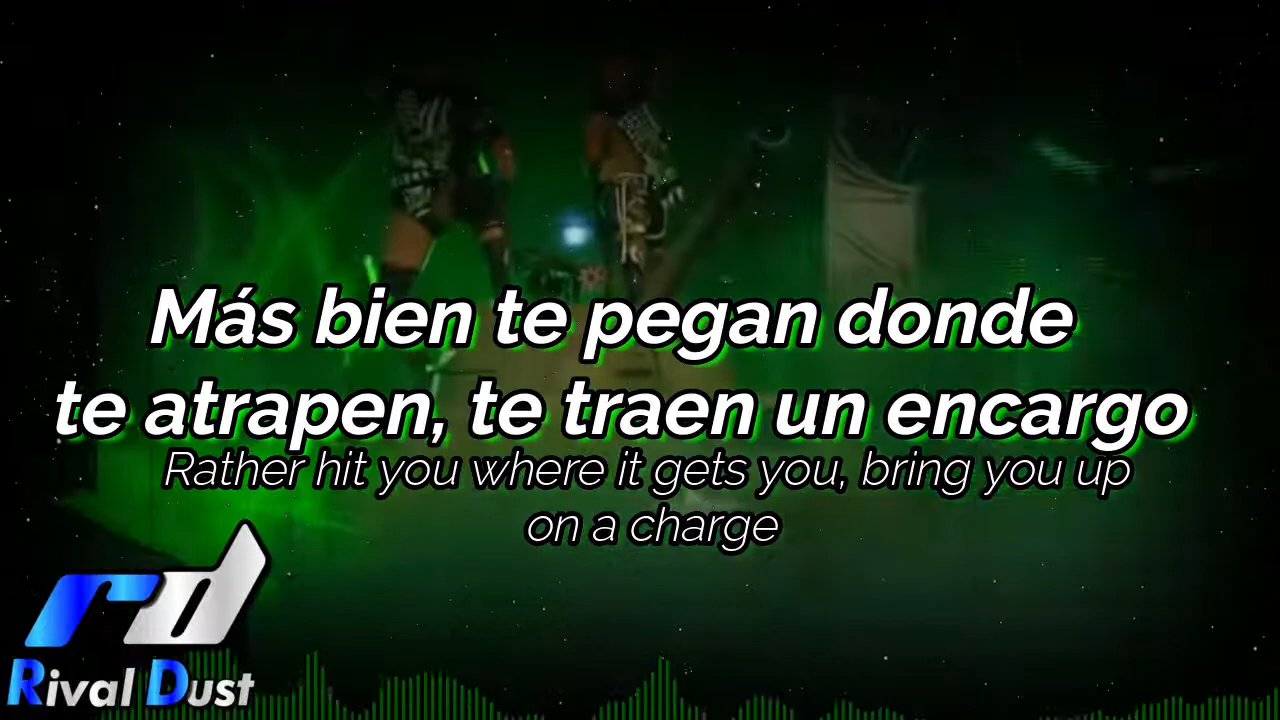 Más bien te pegan donde
te atrapen, te traen un encargo
Rather hit you where it gets you, bring you up
on a charge
rd
Rival Dust